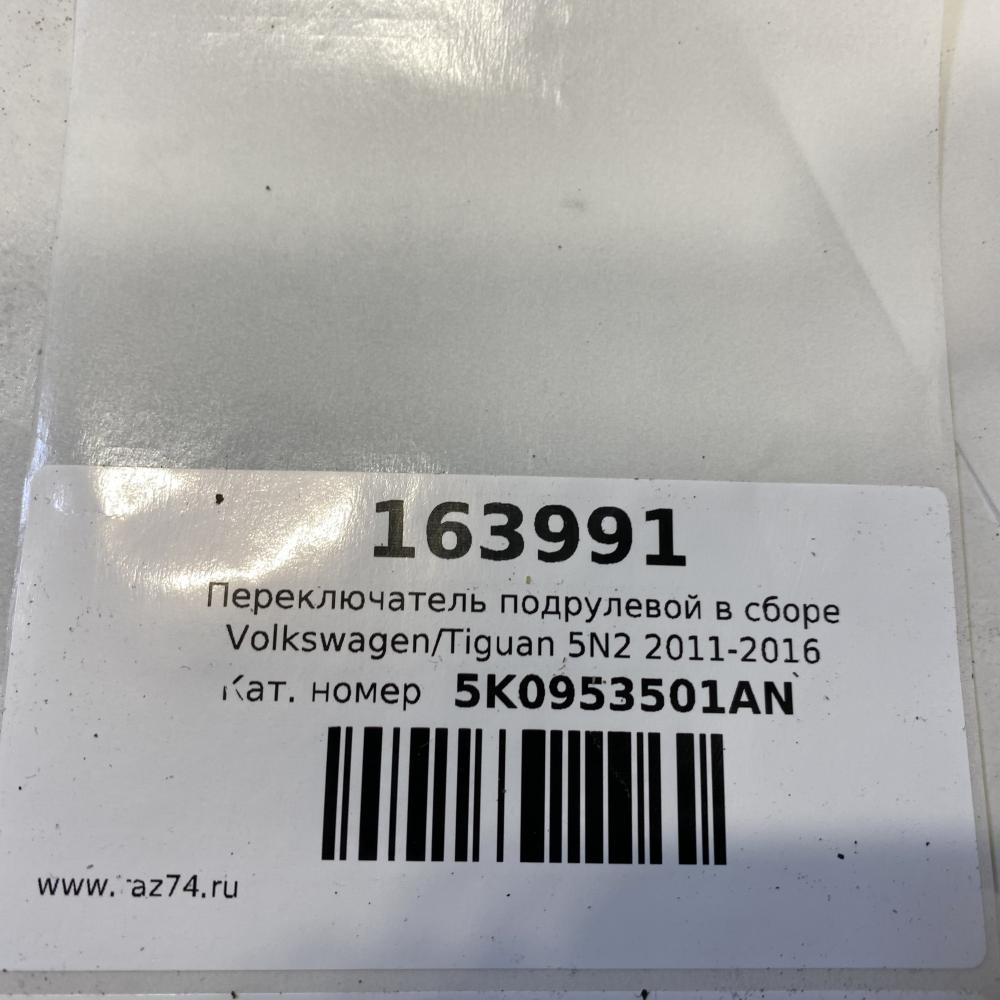 163991
Переключатель подрулевой в сборе
Volkswagen/Tiguan 5N2 2011-2016
Кат. номер 5K0953501AN